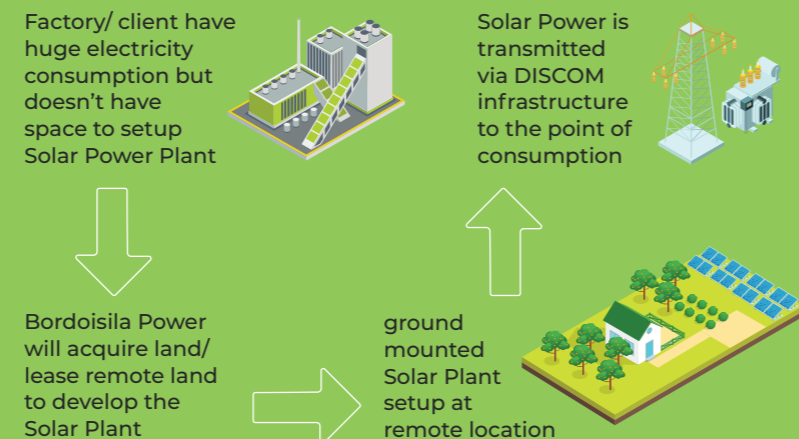 Factory/ client have
huge electricity
consumption but
doesn't have
space to setup
Solar Power Plant
Bordoisila Power
will acquire land/
lease remote land
to develop the
Solar Plant
ground
mounted
Solar Plant
setup at
remote location
Solar Power is
transmitted
via DISCOM
infrastructure
to the point of
consumption